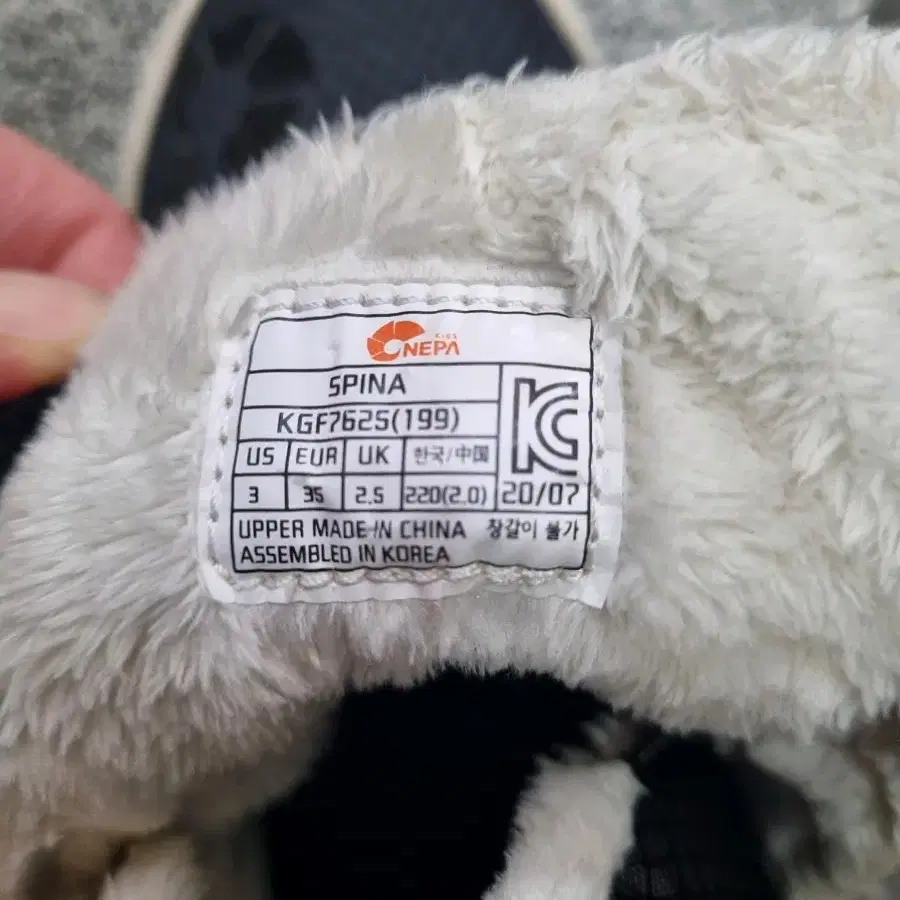 KIDS
NEPA
SPINA
KGF7625(199)
US EUR UK 한국/中国
3 35 2.5 220(2.0) 20/07
UPPER MADE IN CHINA 창갈이 불가
ASSEMBLED IN KOREA